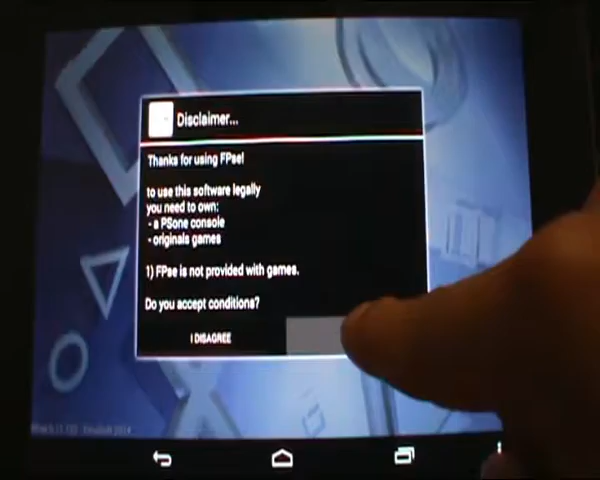 Disclaimer...
Thanks for using FPse!
to use this software legally
you need to own:
- a PSone console
- originals games
1) FPse is not provided with games.
Do you accept conditions?
I DISAGREE